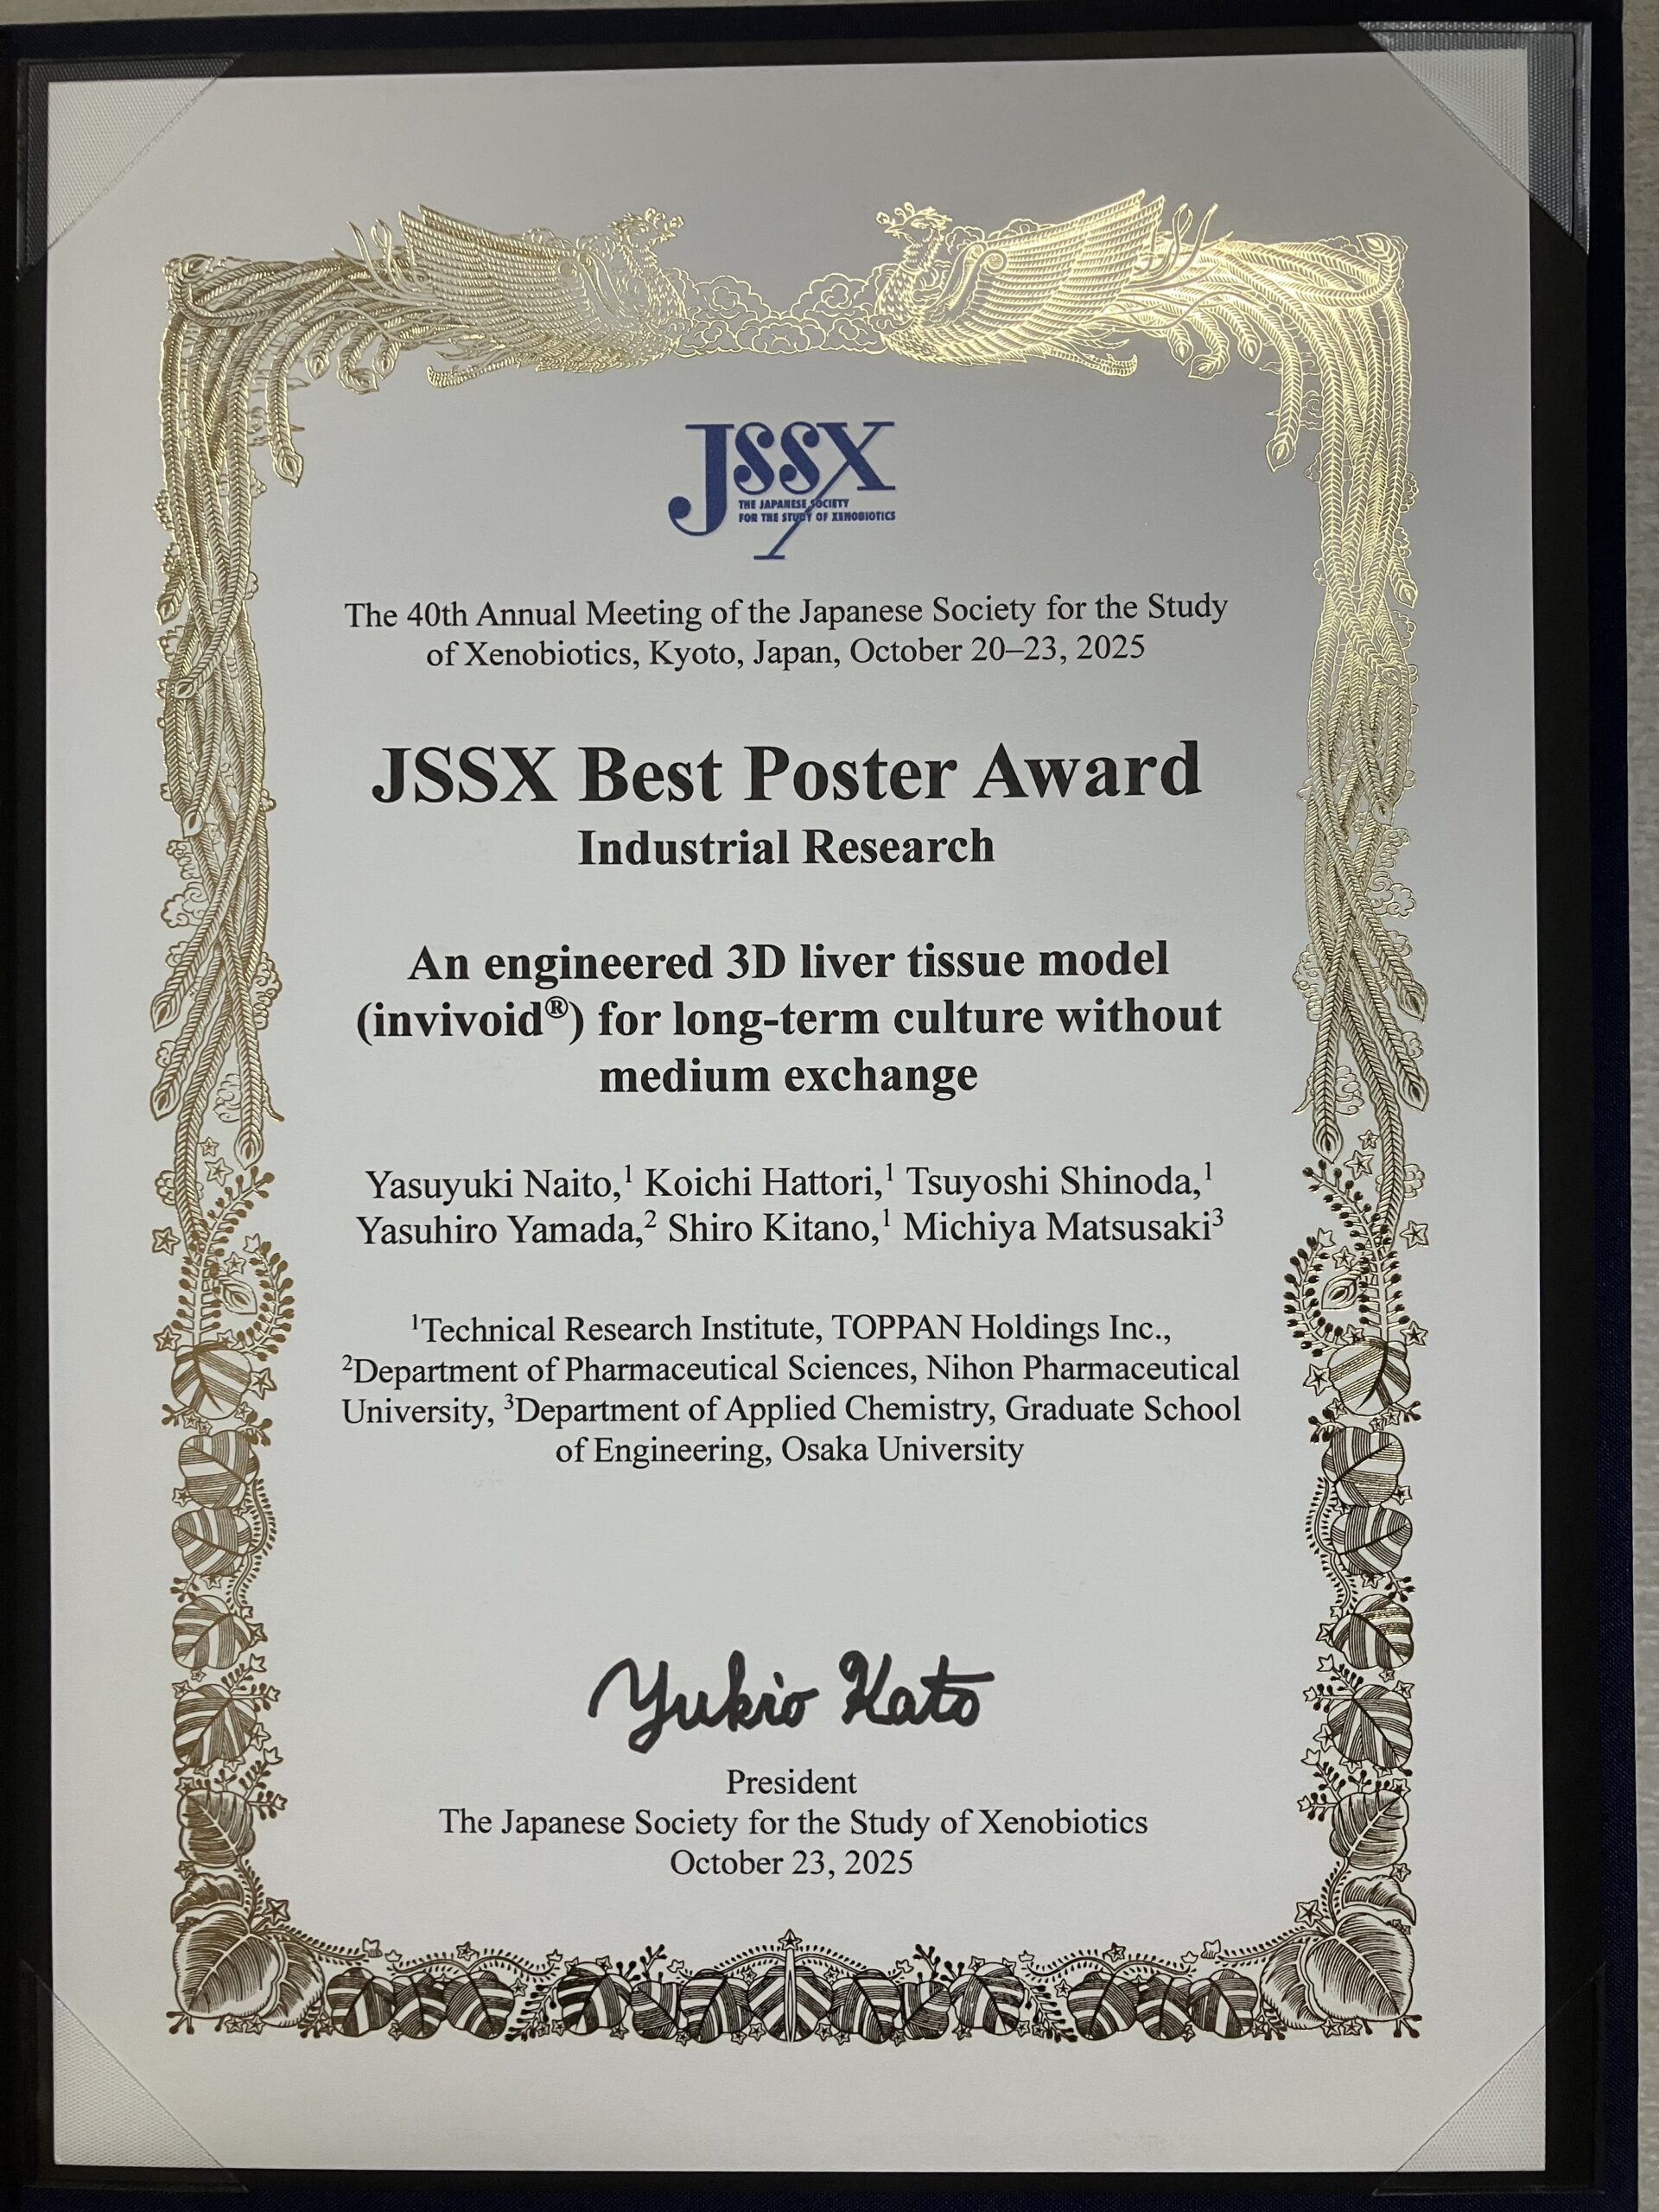 JSSX
THE JAPANESE SOCIETY
FOR THE STUDY OF XENOBIOTICS
The 40th Annual Meeting of the Japanese Society for the Study
of Xenobiotics, Kyoto, Japan, October 20–23, 2025
JSSX Best Poster Award
Industrial Research
An engineered 3D liver tissue model
(invivoid®) for long-term culture without
medium exchange
Yasuyuki Naito,¹ Koichi Hattori,¹ Tsuyoshi Shinoda,¹
Yasuhiro Yamada,² Shiro Kitano,¹ Michiya Matsusaki³
¹Technical Research Institute, TOPPAN Holdings Inc.,
²Department of Pharmaceutical Sciences, Nihon Pharmaceutical
University, ³Department of Applied Chemistry, Graduate School
of Engineering, Osaka University
Yukio Kato
President
The Japanese Society for the Study of Xenobiotics
October 23, 2025